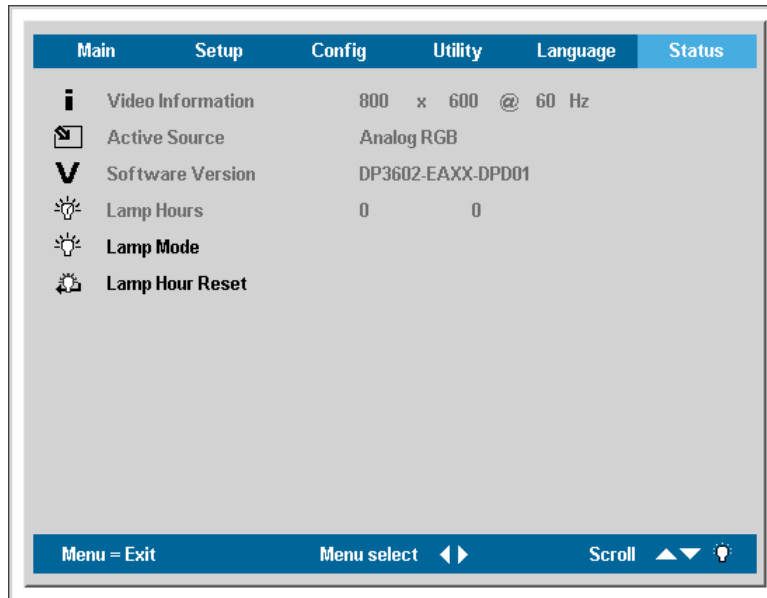 Main Setup Config Utility Language Status
i Video Information 800 x 600 @ 60 Hz
Active Source Analog RGB
V Software Version DP3602-EAXX-DPD01
Lamp Hours 0 0
Lamp Mode
Lamp Hour Reset
Menu = Exit Menu select Scroll